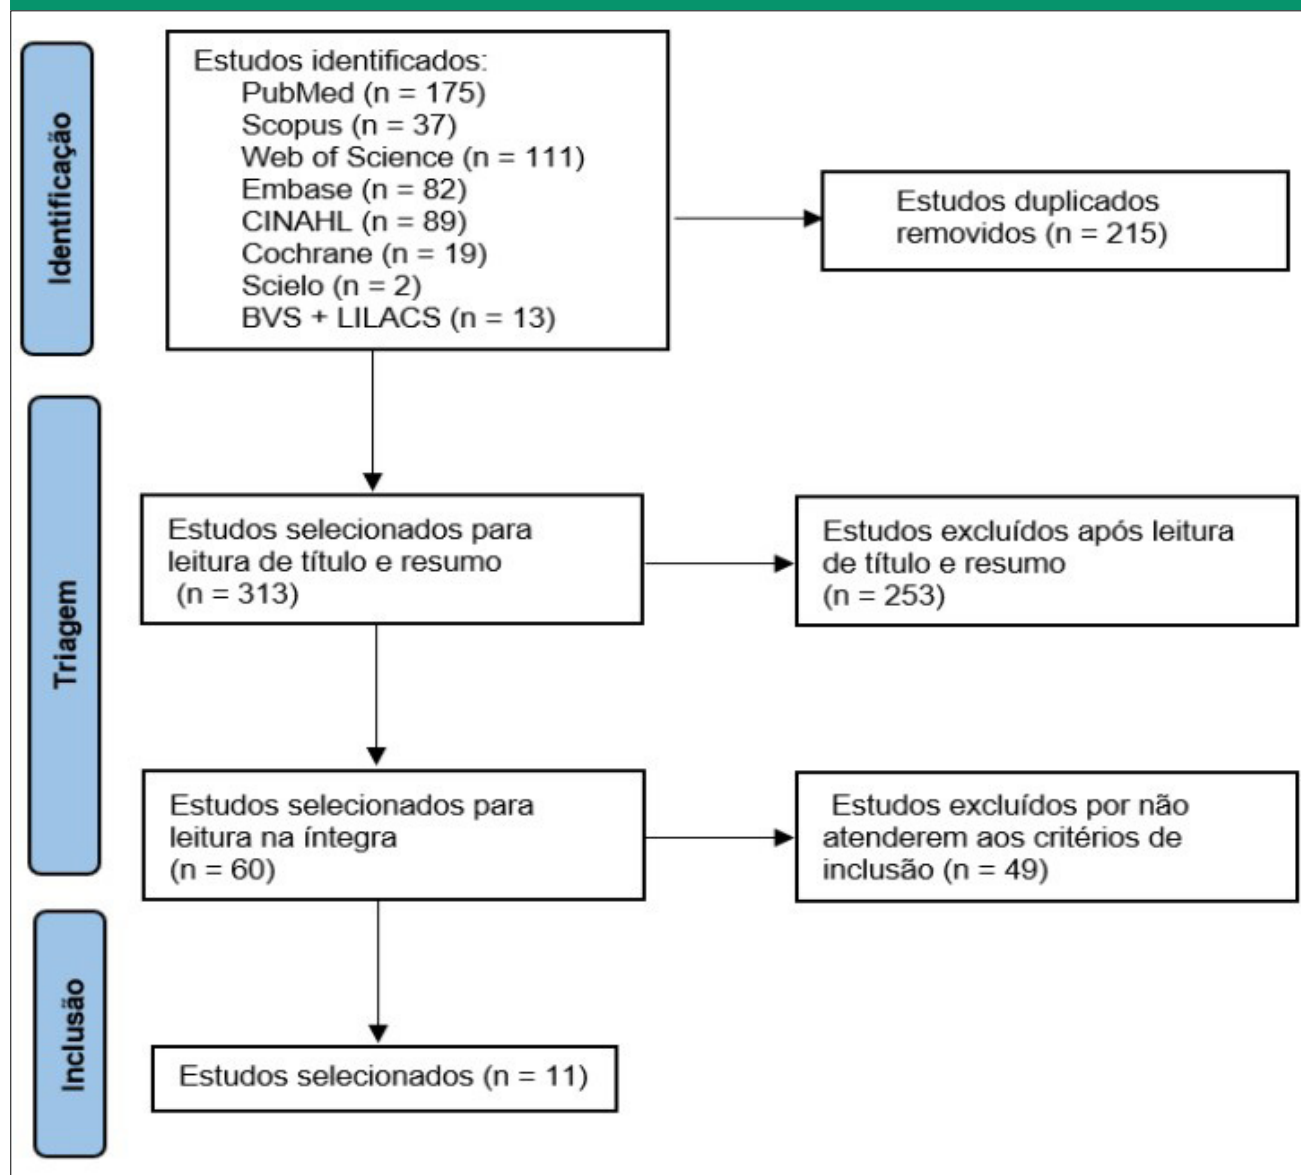 Identificação
Estudos identificados:
PubMed (n = 175)
Scopus (n = 37)
Web of Science (n = 111)
Embase (n = 82)
CINAHL (n = 89)
Cochrane (n = 19)
Scielo (n = 2)
BVS + LILACS (n = 13)
Estudos duplicados
removidos (n = 215)
Triagem
Estudos selecionados para
leitura de título e resumo
(n = 313)
Estudos excluídos após leitura
de título e resumo
(n = 253)
Estudos selecionados para
leitura na íntegra
(n = 60)
Estudos excluídos por não
atenderem aos critérios de
inclusão (n = 49)
Inclusão
Estudos selecionados (n = 11)